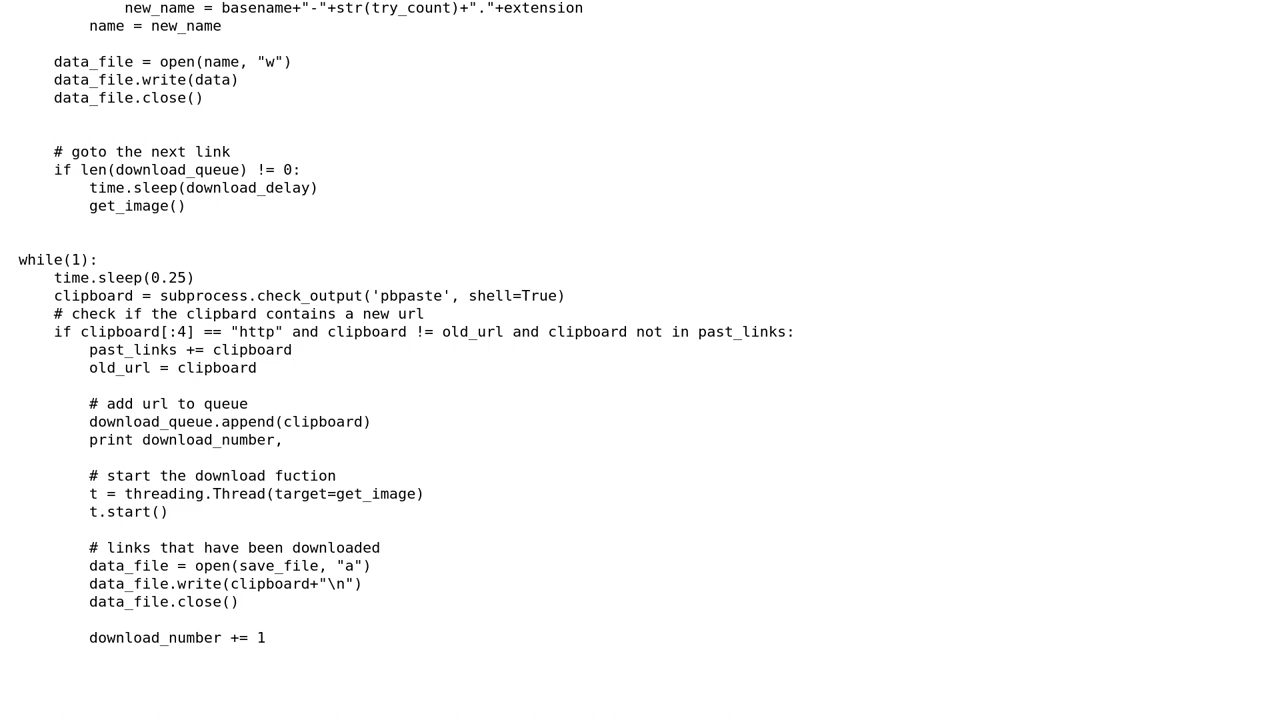 new_name = basename+"-"+str(try_count)+"."+extension
        name = new_name

    data_file = open(name, "w")
    data_file.write(data)
    data_file.close()


    # goto the next link
    if len(download_queue) != 0:
        time.sleep(download_delay)
        get_image()


while(1):
    time.sleep(0.25)
    clipboard = subprocess.check_output('pbpaste', shell=True)
    # check if the clipbard contains a new url
    if clipboard[:4] == "http" and clipboard != old_url and clipboard not in past_links:
        past_links += clipboard
        old_url = clipboard

        # add url to queue
        download_queue.append(clipboard)
        print download_number,

        # start the download fuction
        t = threading.Thread(target=get_image)
        t.start()

        # links that have been downloaded
        data_file = open(save_file, "a")
        data_file.write(clipboard+"\n")
        data_file.close()

        download_number += 1